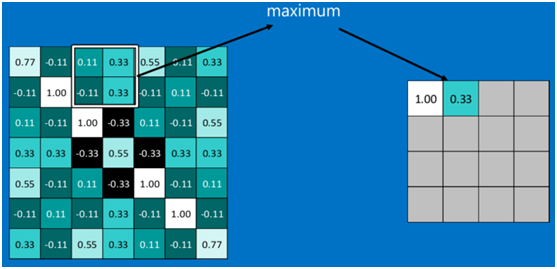 maximum
0.77 -0.11 0.11 0.33 0.55 -0.11 0.33
-0.11 1.00 -0.11 0.33 -0.11 0.11 -0.11
0.11 -0.11 1.00 -0.33 0.11 -0.11 0.55
0.33 0.33 -0.33 0.55 -0.33 0.33 0.33
0.55 -0.11 0.11 -0.33 1.00 -0.11 0.11
-0.11 0.11 -0.11 0.33 -0.11 1.00 -0.11
0.33 -0.11 0.55 0.33 0.11 -0.11 0.77
1.00 0.33